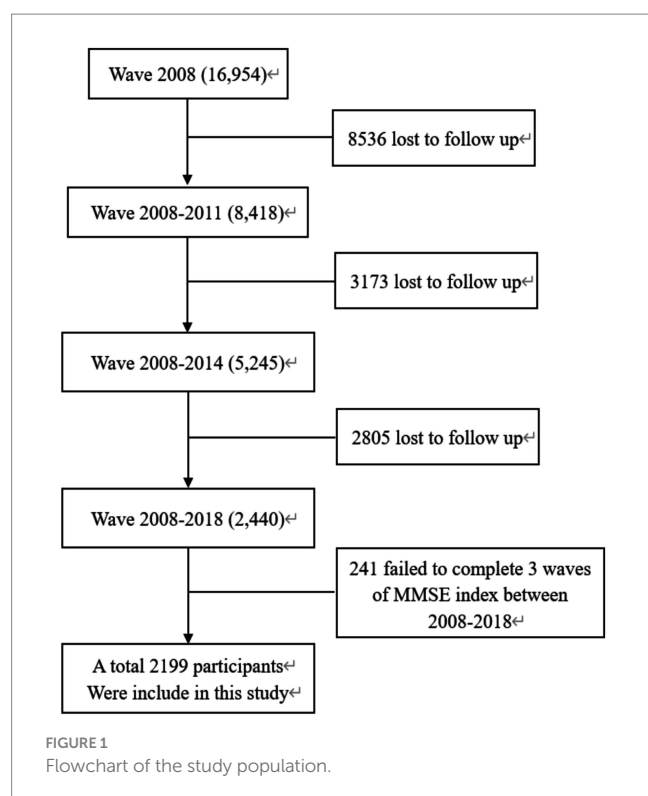 Wave 2008 (16,954)↵
8536 lost to follow up↵
Wave 2008-2011 (8,418)↵
3173 lost to follow up↵
Wave 2008-2014 (5,245)↵
2805 lost to follow up↵
Wave 2008-2018 (2,440)↵
241 failed to complete 3 waves
of MMSE index between
2008-2018↵
A total 2199 participants↵
Were include in this study↵
FIGURE 1
Flowchart of the study population.